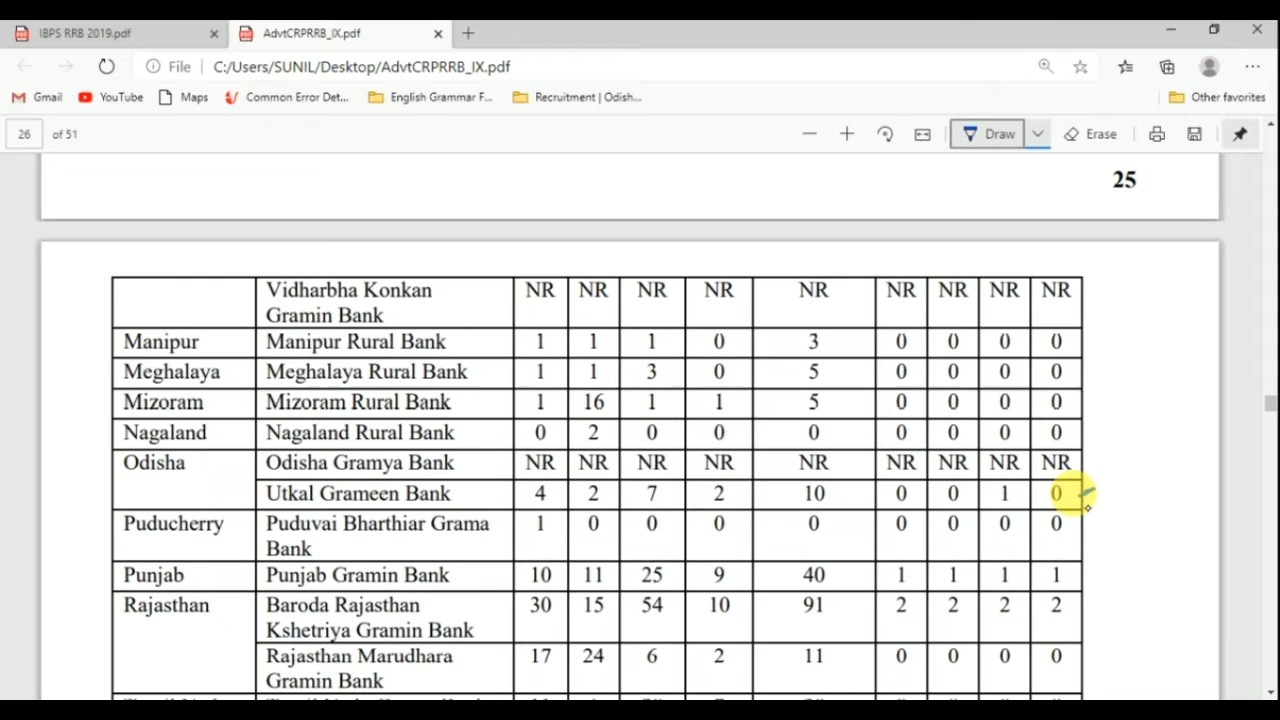 IBPS RRB 2019.pdf
AdvtCRPRRB_IX.pdf
File C:/Users/SUNIL/Desktop/AdvtCRPRRB_IX.pdf
Gmail YouTube Maps Common Error Det... English Grammar F... Recruitment | Odish... Other favorites
26 of 51 Draw Erase
25
Vidharbha Konkan Gramin Bank NR NR NR NR NR NR NR NR NR
Manipur Manipur Rural Bank 1 1 1 0 3 0 0 0 0
Meghalaya Meghalaya Rural Bank 1 1 3 0 5 0 0 0 0
Mizoram Mizoram Rural Bank 1 16 1 1 5 0 0 0 0
Nagaland Nagaland Rural Bank 0 2 0 0 0 0 0 0 0
Odisha Odisha Gramya Bank NR NR NR NR NR NR NR NR NR
Utkal Grameen Bank 4 2 7 2 10 0 0 1 0
Puducherry Puduvai Bharthiar Grama Bank 1 0 0 0 0 0 0 0 0
Punjab Punjab Gramin Bank 10 11 25 9 40 1 1 1 1
Rajasthan Baroda Rajasthan Kshetriya Gramin Bank 30 15 54 10 91 2 2 2 2
Rajasthan Marudhara Gramin Bank 17 24 6 2 11 0 0 0 0